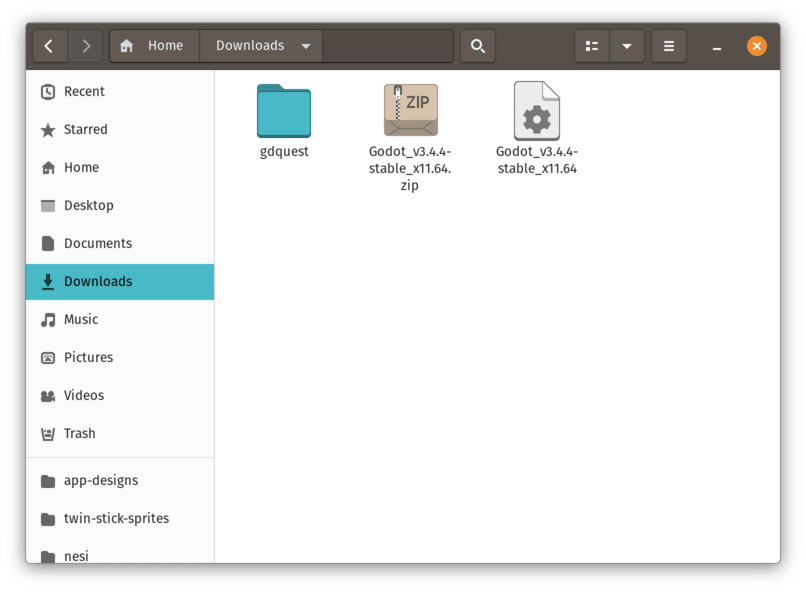 Home
Downloads
Recent
Starred
Home
Desktop
Documents
Downloads
Music
Pictures
Videos
Trash
app-designs
twin-stick-sprites
nesi
gdquest
ZIP
Godot_v3.4.4-
stable_x11.64.
zip
Godot_v3.4.4-
stable_x11.64